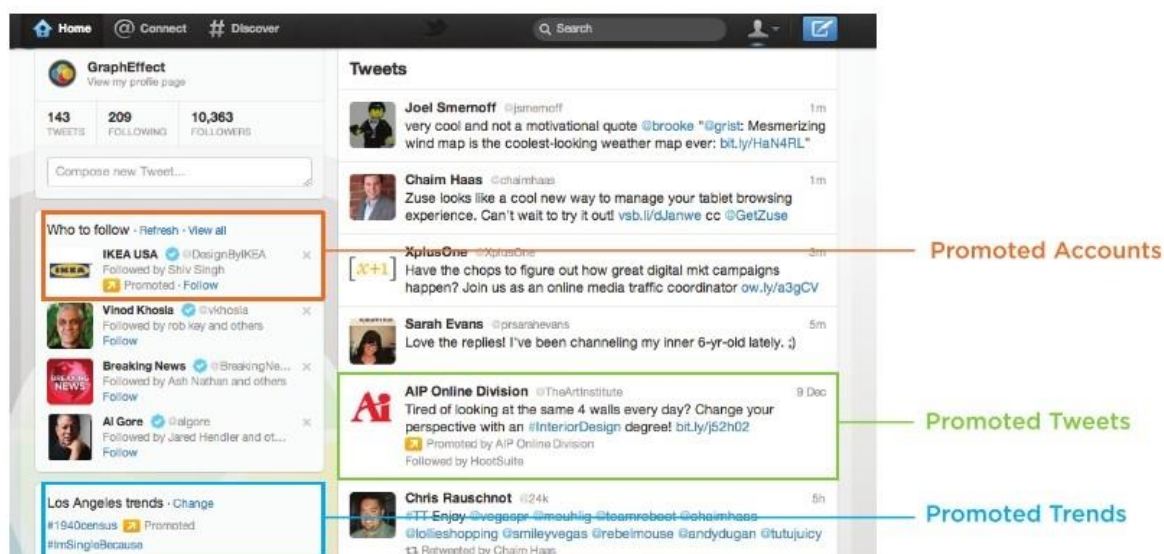 Home @ Connect # Discover Search
GraphEffect
View my profile page
143 209 10,363
TWEETS FOLLOWING FOLLOWERS
Compose new Tweet...
Who to follow · Refresh · View all
IKEA USA @DesignByIKEA
IKEA
Followed by Shiv Singh
Promoted · Follow
Vinod Khosla @vkhosla
Followed by rob key and others
Follow
Breaking News @BreakingNe...
BREAKING
NEWS
Followed by Ash Nathan and others
Follow
Al Gore @algore
Followed by Jared Hendler and ot...
Follow
Los Angeles trends · Change
#1940census Promoted
#ImSingleBecause
Tweets
Joel Smernoff @jsmernoff 1m
very cool and not a motivational quote @brooke "@grist: Mesmerizing
wind map is the coolest-looking weather map ever: bit.ly/HaN4RL"
Chaim Haas @chaimhaas 1m
Zuse looks like a cool new way to manage your tablet browsing
experience. Can't wait to try it out! vsb.li/dJanwe cc @GetZuse
XplusOne @XplusOne 3m
[x+1]
Have the chops to figure out how great digital mkt campaigns
happen? Join us as an online media traffic coordinator ow.ly/a3gCV
Sarah Evans @prsarahevans 5m
Love the replies! I've been channeling my inner 6-yr-old lately. ;)
AIP Online Division @TheArtInstitute 9 Dec
Ai
Tired of looking at the same 4 walls every day? Change your
perspective with an #InteriorDesign degree! bit.ly/j52h02
Promoted by AIP Online Division
Followed by HootSuite
Chris Rauschnot @24k 5h
#TT Enjoy @vegaspr @mouhlig @teamreboot @chaimhaas
@lollieshopping @smileyvegas @rebelmouse @andydugan @tutujuicy
Retweeted by Chaim Haas
Promoted Accounts
Promoted Tweets
Promoted Trends